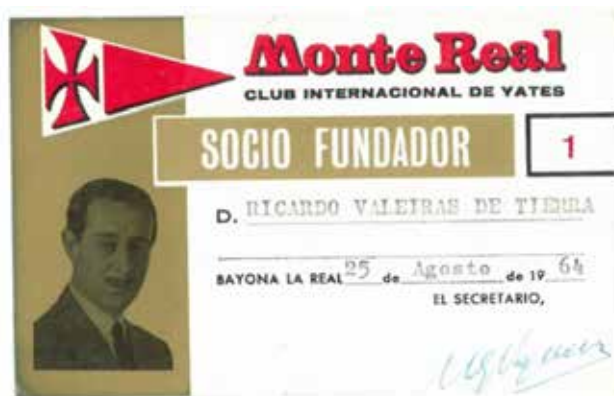 Monte Real
CLUB INTERNACIONAL DE YATES
SOCIO FUNDADOR 1
D. RICARDO VALEIRAS DE TIERRA
BAYONA LA REAL 25 de Agosto de 19 64
EL SECRETARIO,